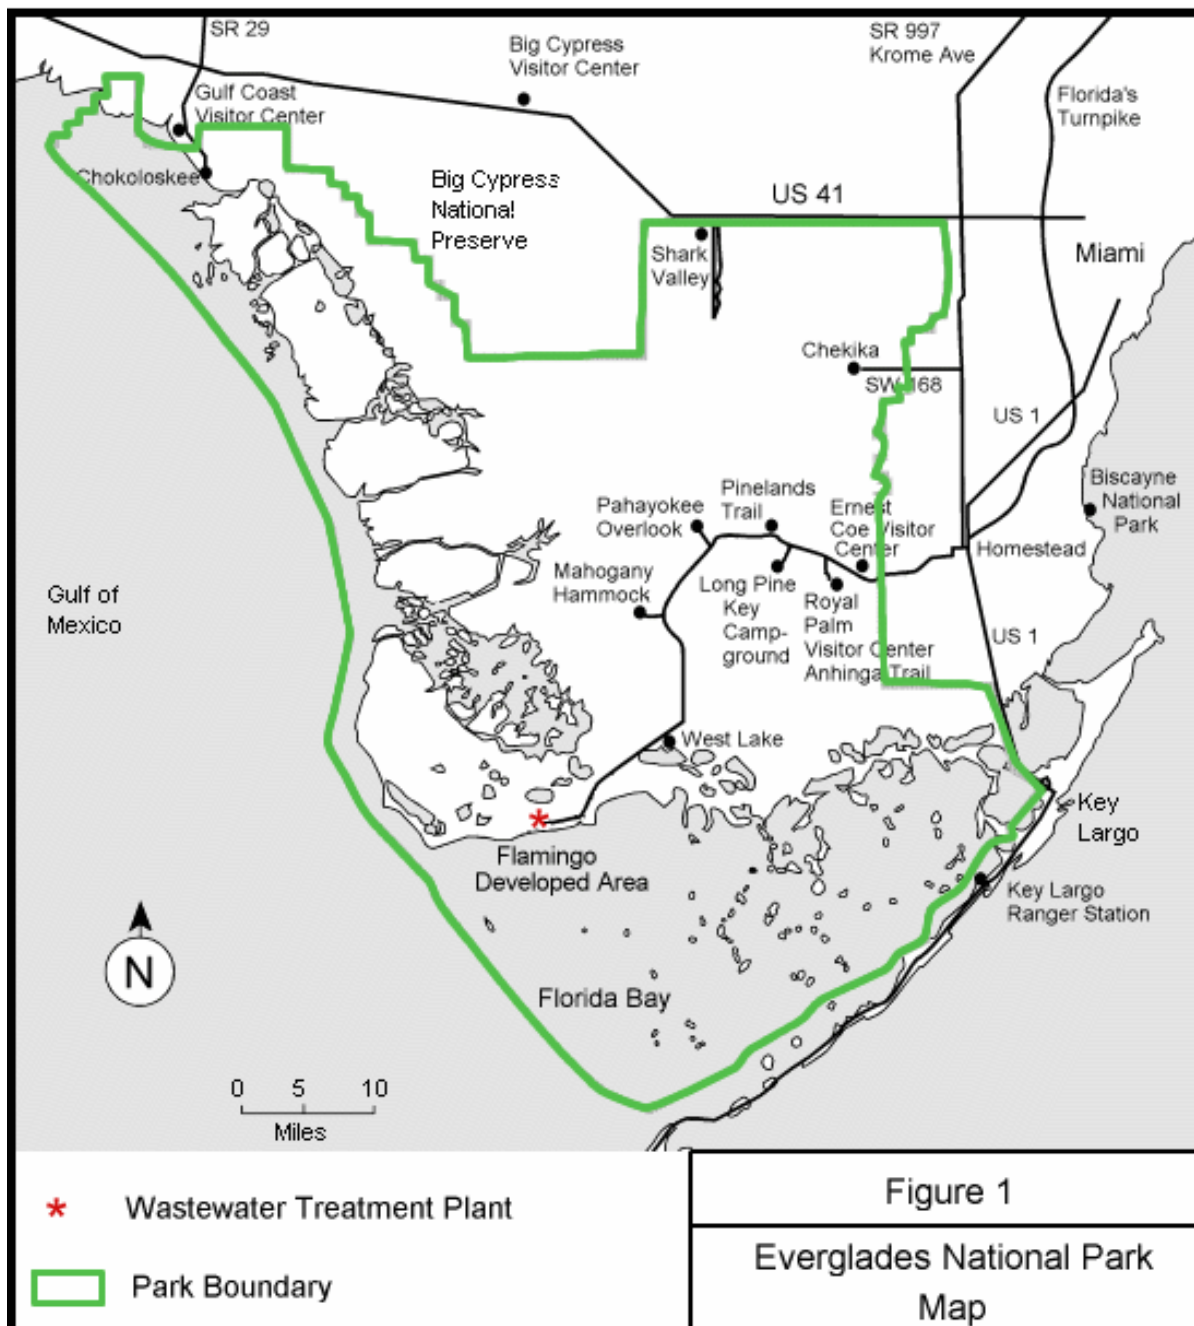 SR 29
Big Cypress
Visitor Center
SR 997
Krome Ave
Gulf Coast
Visitor Center
Florida's
Turnpike
Chokoloskee
Big Cypress
National
Preserve
US 41
Shark
Valley
Miami
Chekika
SW 168
US 1
Biscayne
National
Park
Pahayokee
Overlook
Pinelands
Trail
Ernest
Coe Visitor
Center
Homestead
Mahogany
Hammock
Long Pine
Key
Camp-
ground
Royal
Palm
Visitor Center
Anhinga Trail
US 1
Gulf of
Mexico
West Lake
Key
Largo
Flamingo
Developed Area
Key Largo
Ranger Station
N
Florida Bay
0 5 10
Miles
* Wastewater Treatment Plant
Park Boundary
Figure 1
Everglades National Park
Map